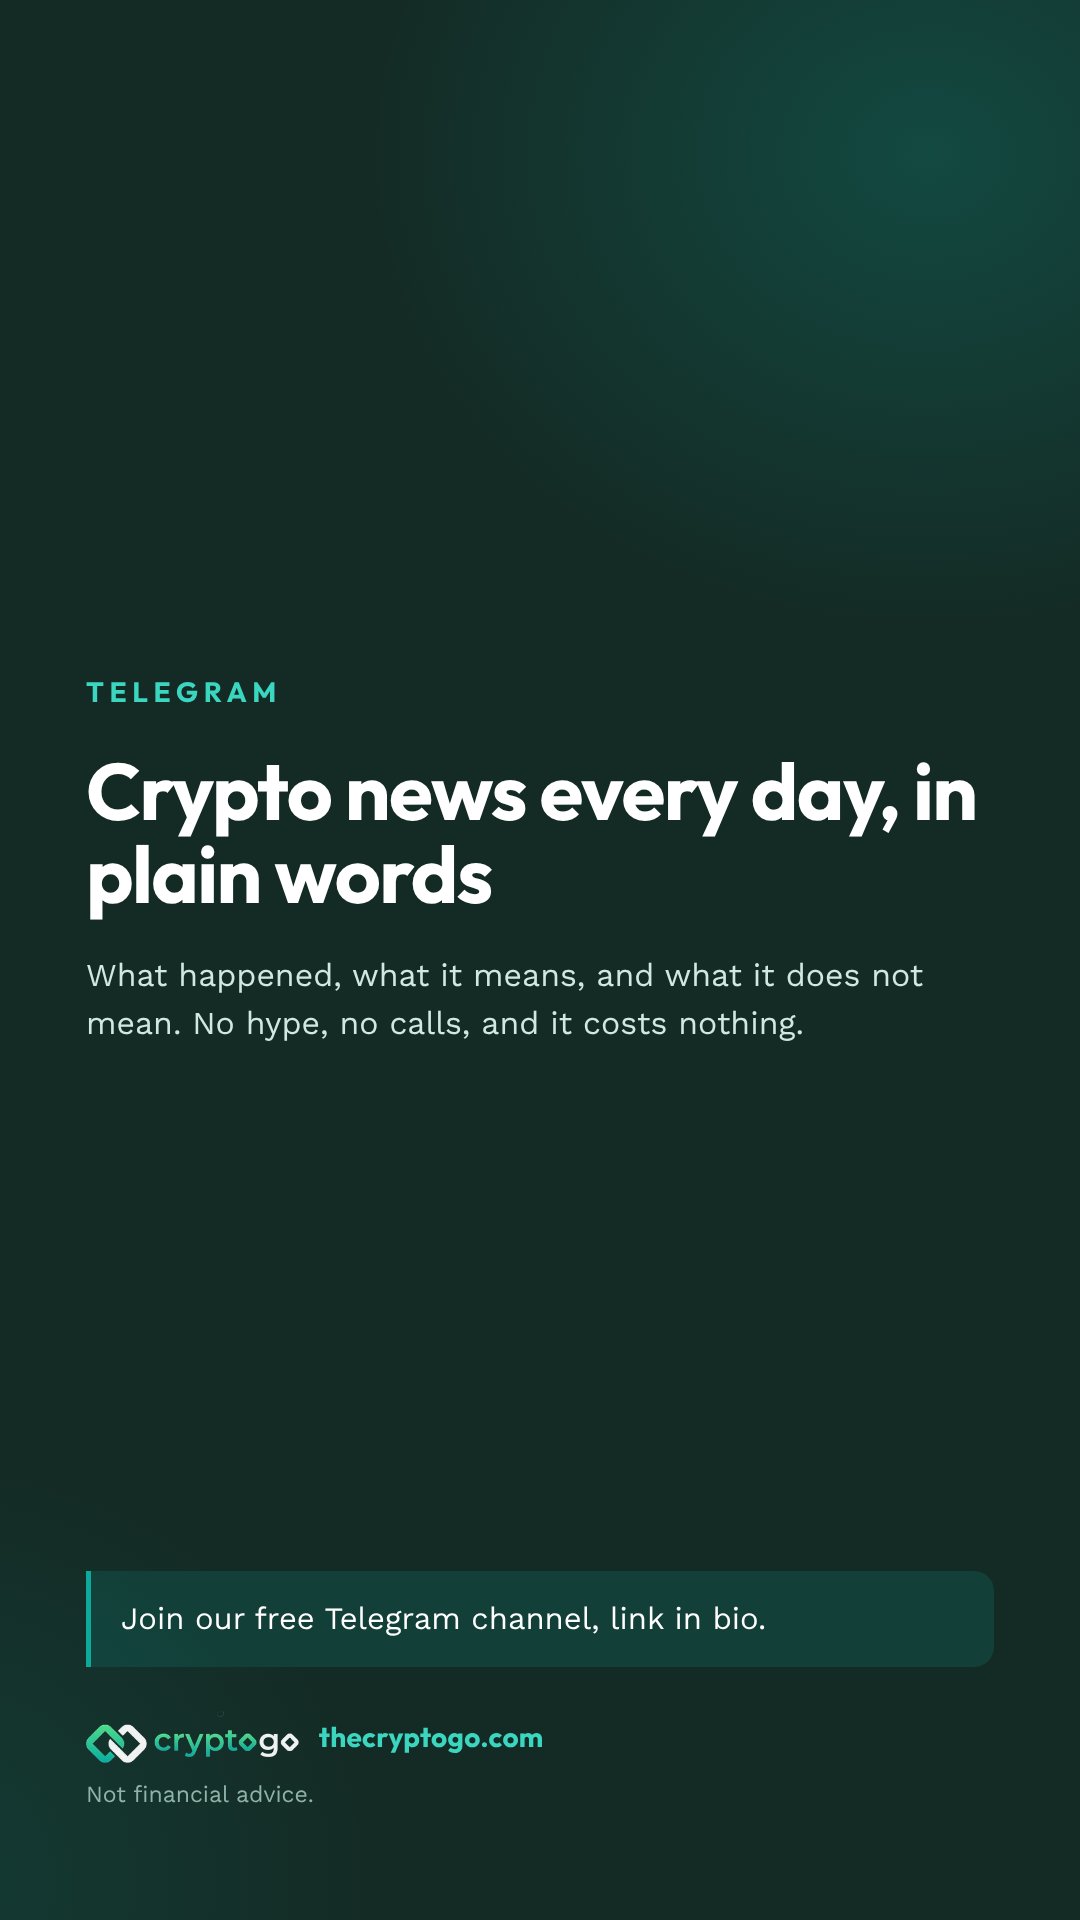 TELEGRAM
Crypto news every day, in
plain words
What happened, what it means, and what it does not
mean. No hype, no calls, and it costs nothing.
Join our free Telegram channel, link in bio.
cryptogo thecryptogo.com
Not financial advice.